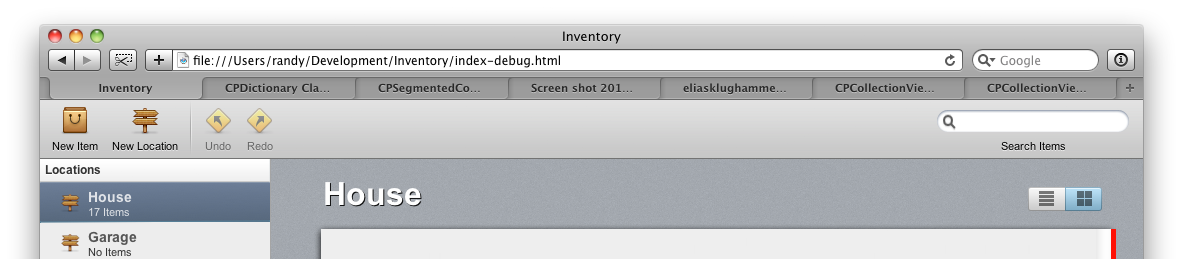 Inventory
file:///Users/randy/Development/Inventory/index-debug.html
Google
Inventory CPDictionary Cla... CPSegmentedCo... Screen shot 201... eliasklughamme... CPCollectionVie... CPCollectionVie...
New Item New Location Undo Redo Search Items
Locations
House
17 Items
Garage
No Items
House